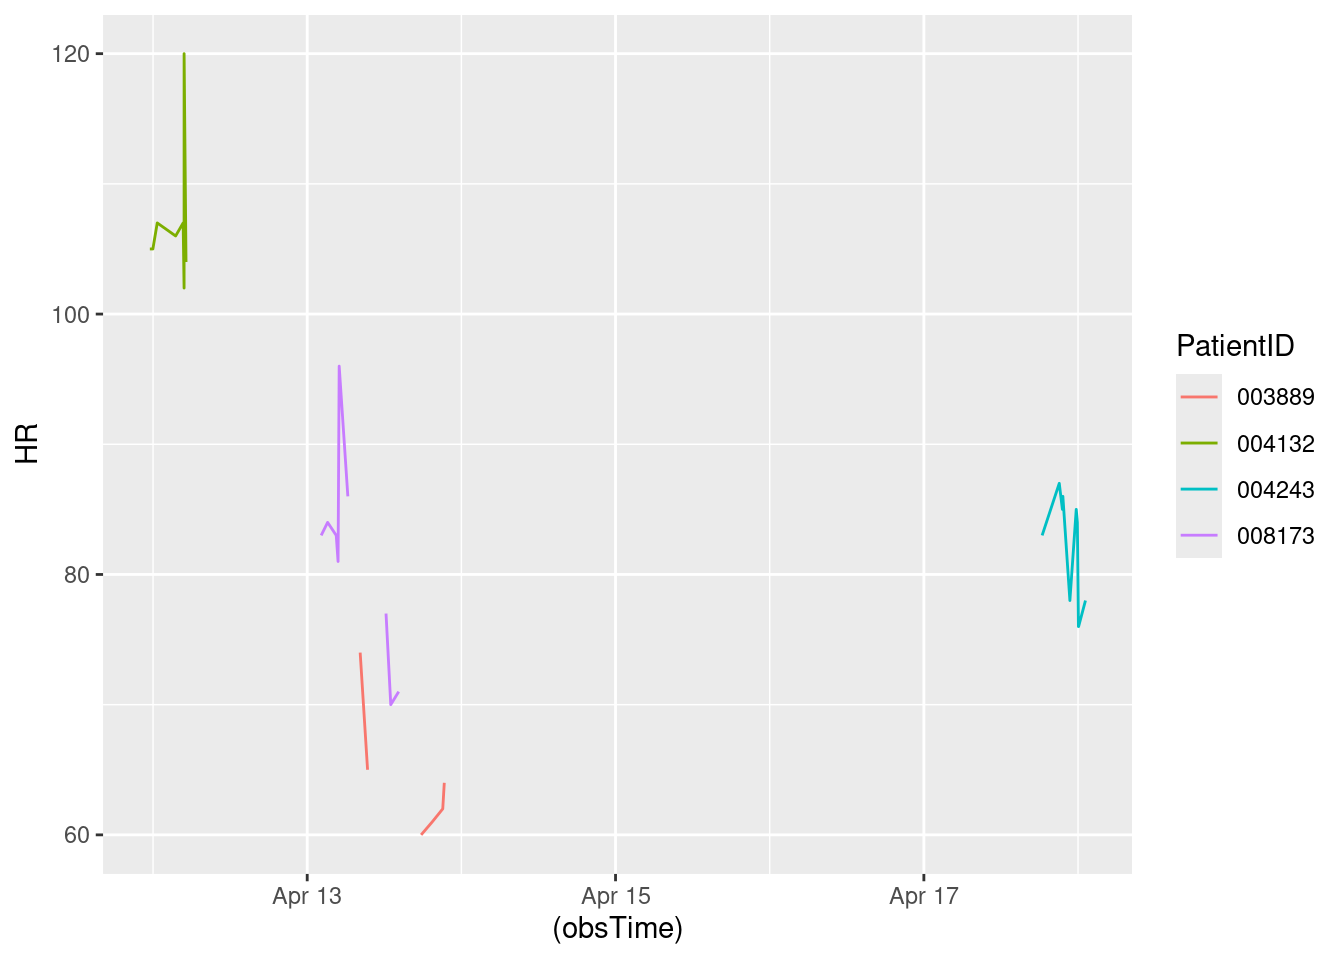 120
100
80
60
HR
Apr 13
Apr 15
Apr 17
(obsTime)
PatientID
003889
004132
004243
008173